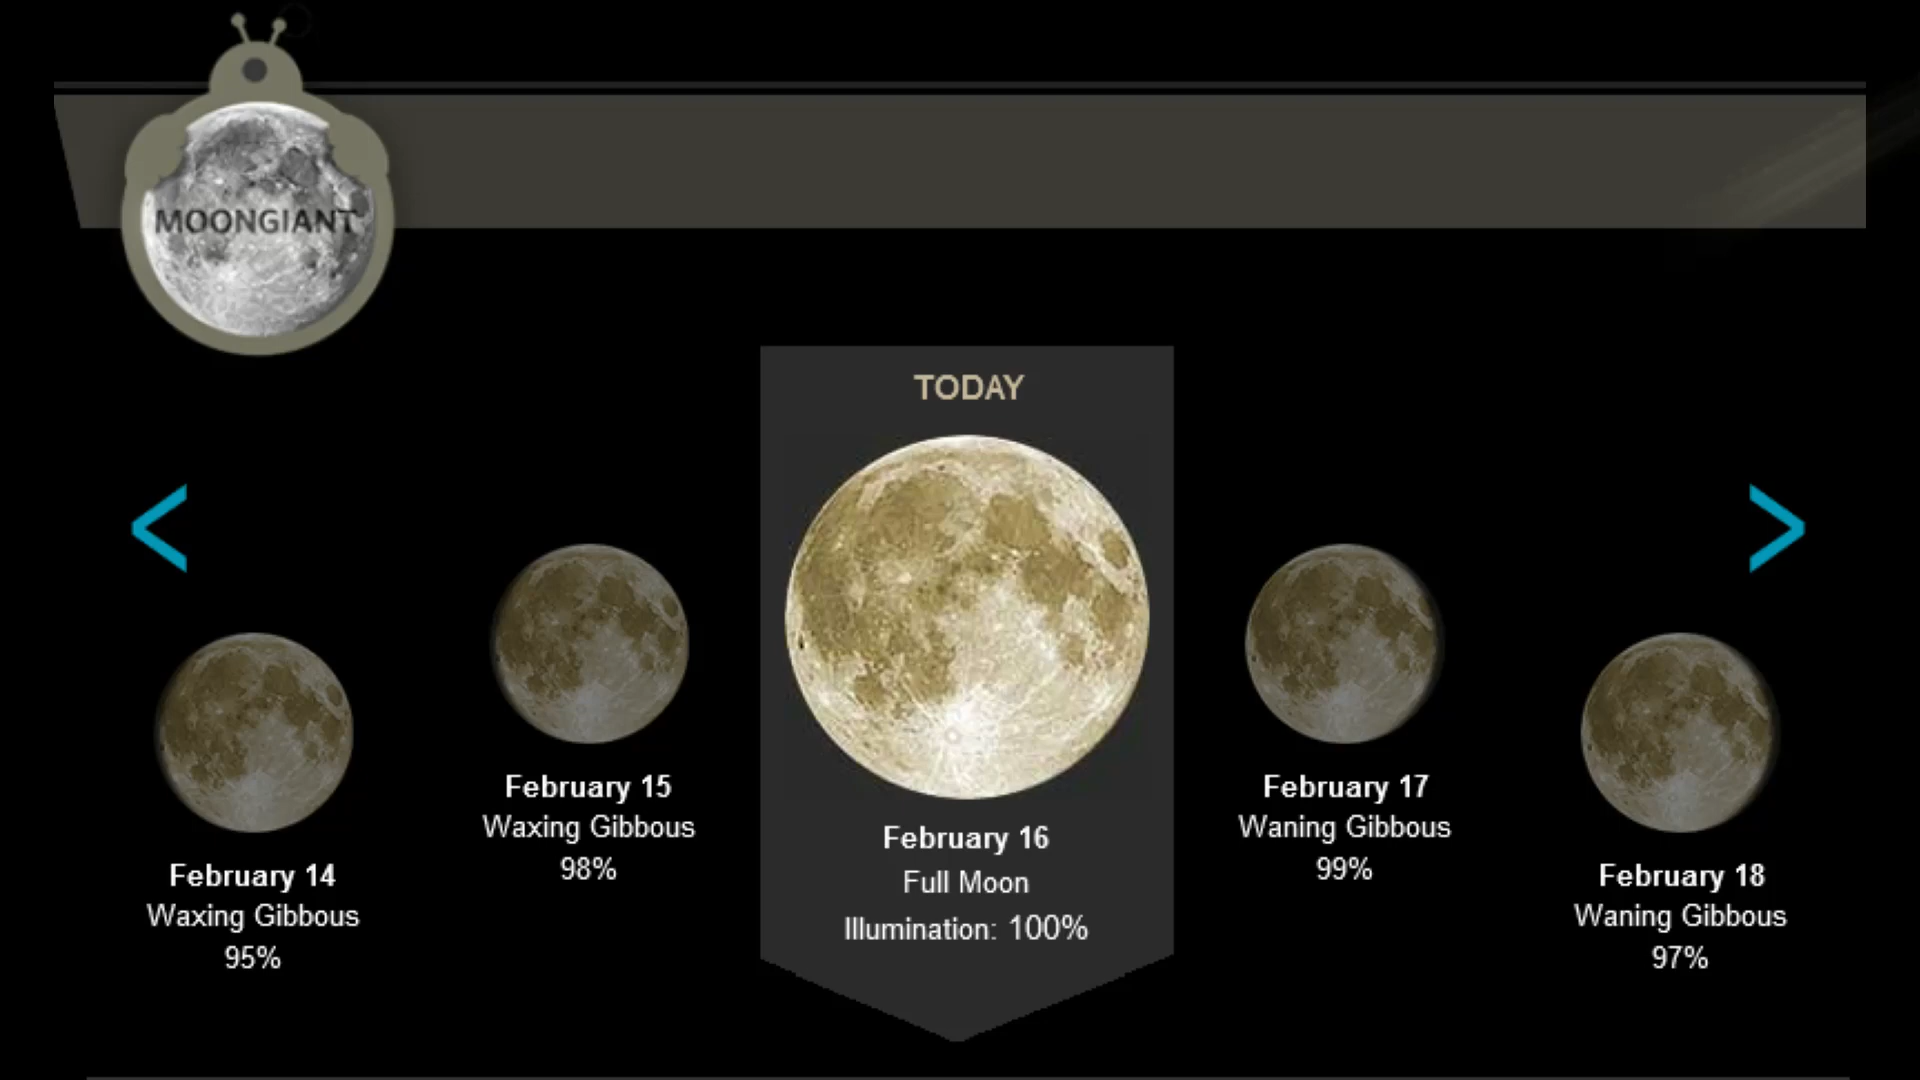 MOONGIANT
TODAY
February 14
Waxing Gibbous
95%
February 15
Waxing Gibbous
98%
February 16
Full Moon
Illumination: 100%
February 17
Waning Gibbous
99%
February 18
Waning Gibbous
97%